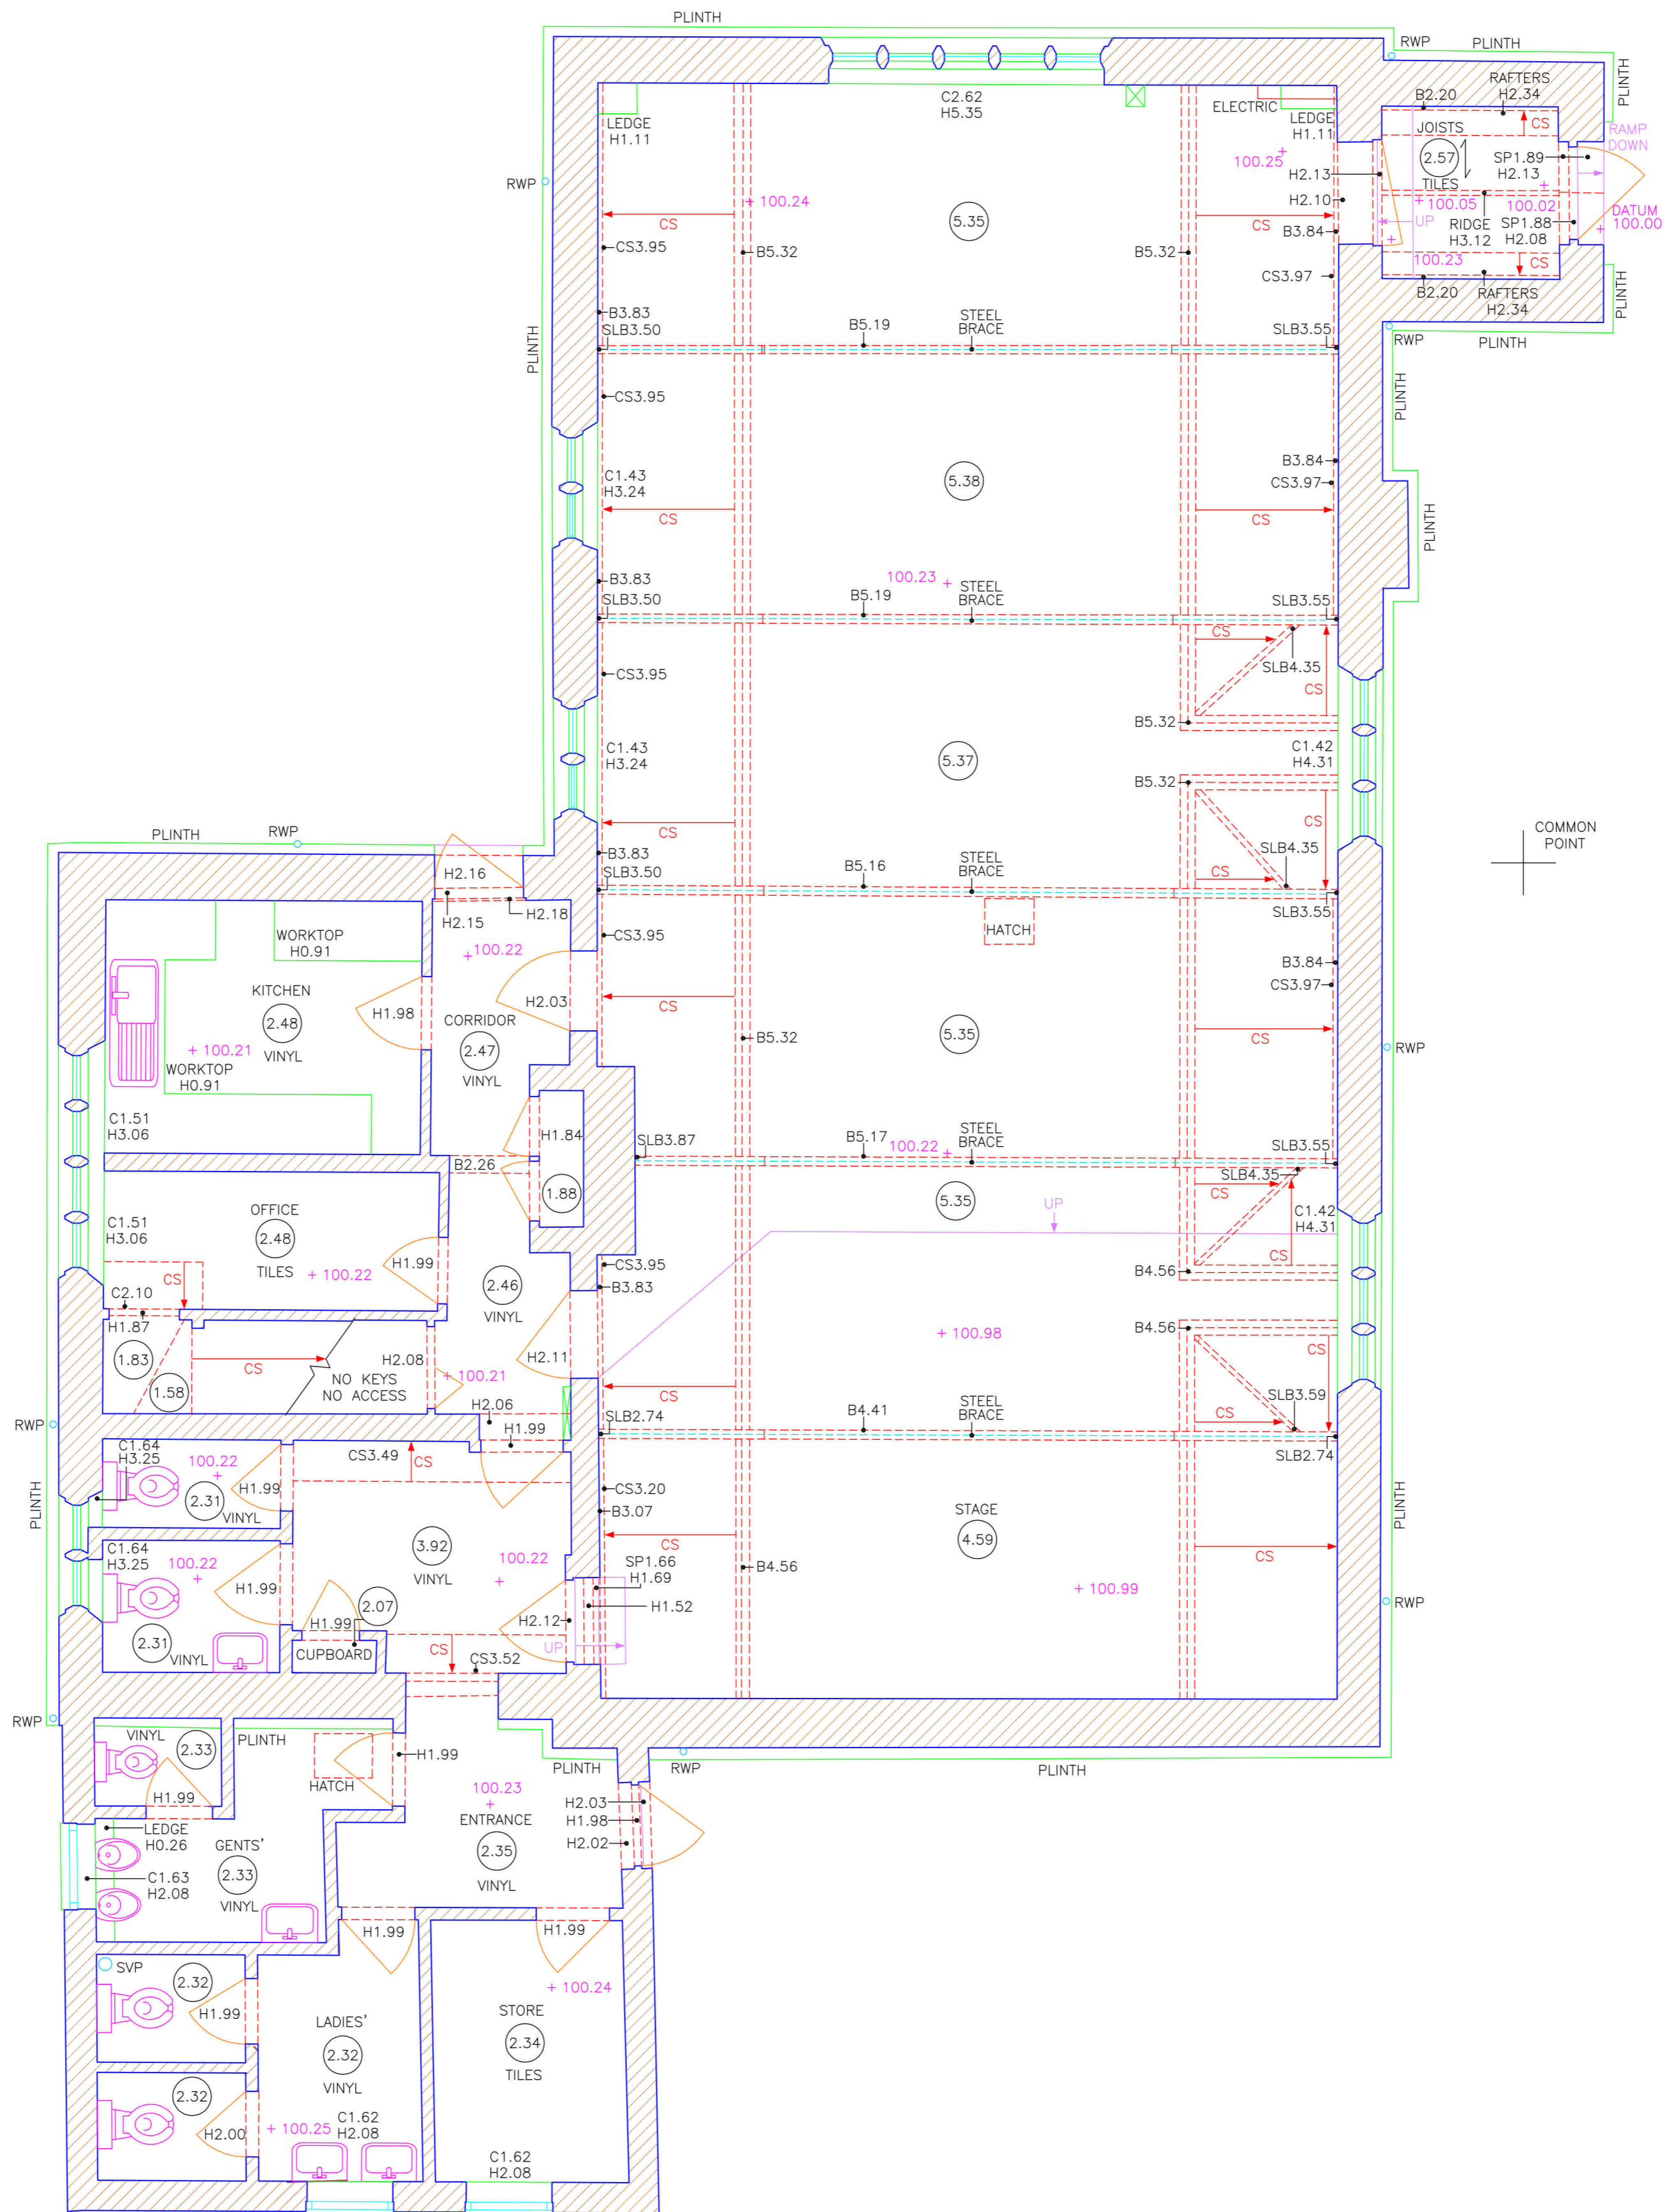 PLINTH
RWP
PLINTH
PLINTH
RAFTERS
H2.34
B2.20
CS
C2.62
H5.35
ELECTRIC
LEDGE
H1.11
LEDGE
H1.11
JOISTS
2.57
TILES
SP1.89
H2.13
RAMP
DOWN
100.25
H2.13
RWP
+ 100.24
5.35
H2.10
+ 100.05
100.02
DATUM
100.00
CS
CS
B3.84
UP
RIDGE
H3.12
SP1.88
H2.08
CS3.95
B5.32
B5.32
CS3.97
100.23
CS
B2.20
RAFTERS
H2.34
PLINTH
B3.83
SLB3.50
B5.19
STEEL
BRACE
SLB3.55
RWP
PLINTH
PLINTH
CS3.95
PLINTH
B3.84
CS3.97
C1.43
H3.24
5.38
CS
CS
PLINTH
B3.83
SLB3.50
B5.19
100.23 +
STEEL
BRACE
SLB3.55
CS
SLB4.35
CS3.95
CS
B5.32
C1.43
H3.24
5.37
C1.42
H4.31
B5.32
PLINTH
RWP
CS
CS
COMMON
POINT
B3.83
SLB3.50
B5.16
STEEL
BRACE
SLB4.35
CS
H2.16
H2.15
H2.18
SLB3.55
HATCH
WORKTOP
H0.91
+100.22
CS3.95
B3.84
CS3.97
KITCHEN
2.48
VINYL
H1.98
H2.03
CS
CORRIDOR
2.47
VINYL
5.35
CS
B5.32
RWP
+ 100.21
WORKTOP
H0.91
C1.51
H3.06
H1.84
SLB3.87
B5.17
100.22 +
STEEL
BRACE
SLB3.55
B2.26
SLB4.35
CS
1.88
5.35
UP
C1.42
H4.31
OFFICE
2.48
TILES
C1.51
H3.06
H1.99
+ 100.22
CS3.95
B3.83
CS
B4.56
CS
C2.10
H1.87
2.46
VINYL
+ 100.98
B4.56
1.83
1.58
CS
NO KEYS
NO ACCESS
H2.08
H2.11
+ 100.21
CS
CS
H2.06
SLB2.74
B4.41
STEEL
BRACE
SLB3.59
CS
RWP
H1.99
SLB2.74
C1.64
H3.25
100.22
+
CS3.49
CS
H1.99
2.31
VINYL
CS3.20
B3.07
STAGE
4.59
PLINTH
PLINTH
3.92
VINYL
CS
CS
C1.64
H3.25
100.22
+
H1.99
100.22
+
SP1.66
H1.69
B4.56
+ 100.99
RWP
H1.52
2.07
H1.99
H2.12
UP
2.31
VINYL
CUPBOARD
CS
CS3.52
RWP
VINYL
2.33
PLINTH
H1.99
HATCH
H1.99
PLINTH
RWP
PLINTH
100.23
+
H2.03
H1.98
H2.02
ENTRANCE
2.35
VINYL
LEDGE
H0.26
GENTS'
2.33
VINYL
C1.63
H2.08
H1.99
H1.99
SVP
2.32
H1.99
+ 100.24
STORE
2.34
TILES
LADIES'
2.32
VINYL
2.32
H2.00
+ 100.25
C1.62
H2.08
C1.62
H2.08